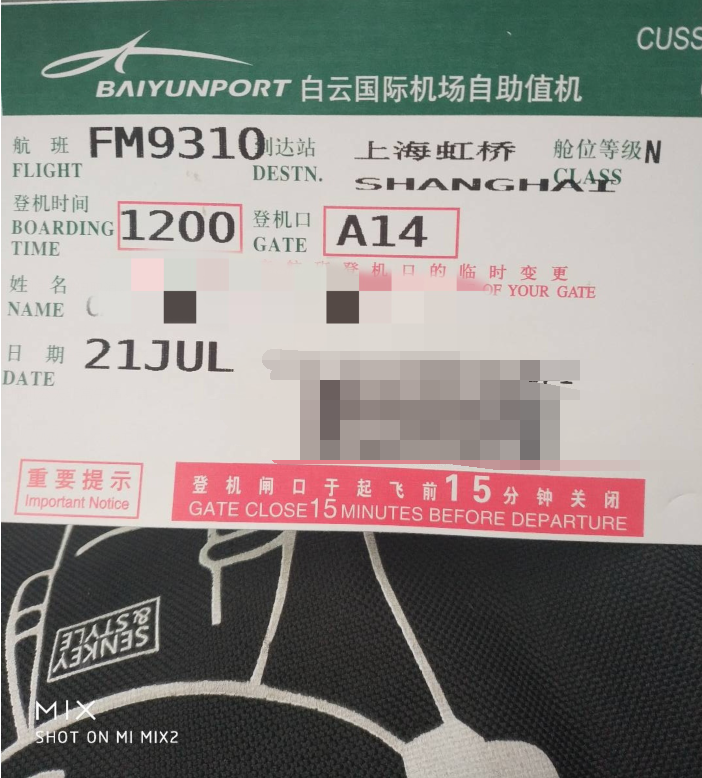 CUSS
BAIYUNPORT 白云国际机场自助值机
航 班 FM9310 到达站 上海虹桥 舱位等级 N
FLIGHT DESTN. SHANGHAI CLASS
登机时间 1200 登机口 A14
BOARDING TIME GATE
登机口的临时变更
OF YOUR GATE
姓 名
NAME
日 期 21JUL
DATE
重要提示
Important Notice
登机闸口于起飞前15分钟关闭
GATE CLOSE 15 MINUTES BEFORE DEPARTURE
SENKEY
&STYLE
MIX
SHOT ON MI MIX2